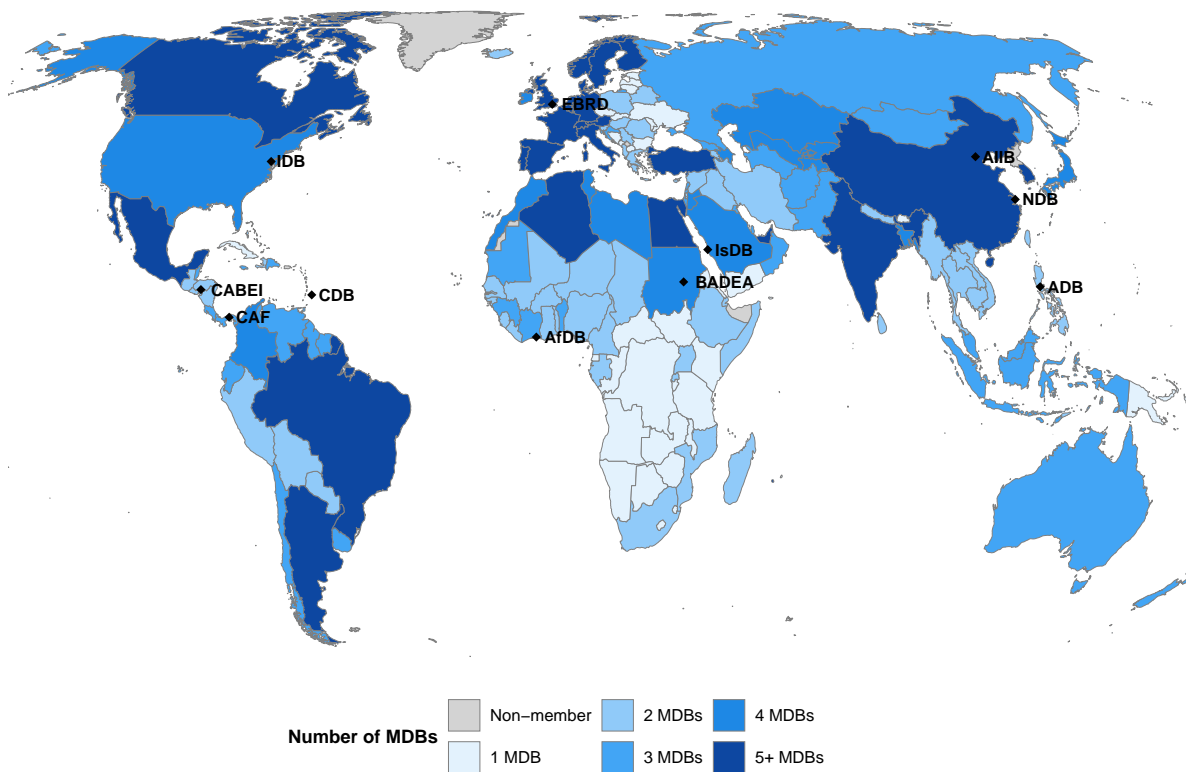 EBRD
AIIB
IDB
NDB
IsDB
BADEA
ADB
CABEI
CDB
CAF
AfDB
Number of MDBs
Non−member
1 MDB
2 MDBs
3 MDBs
4 MDBs
5+ MDBs